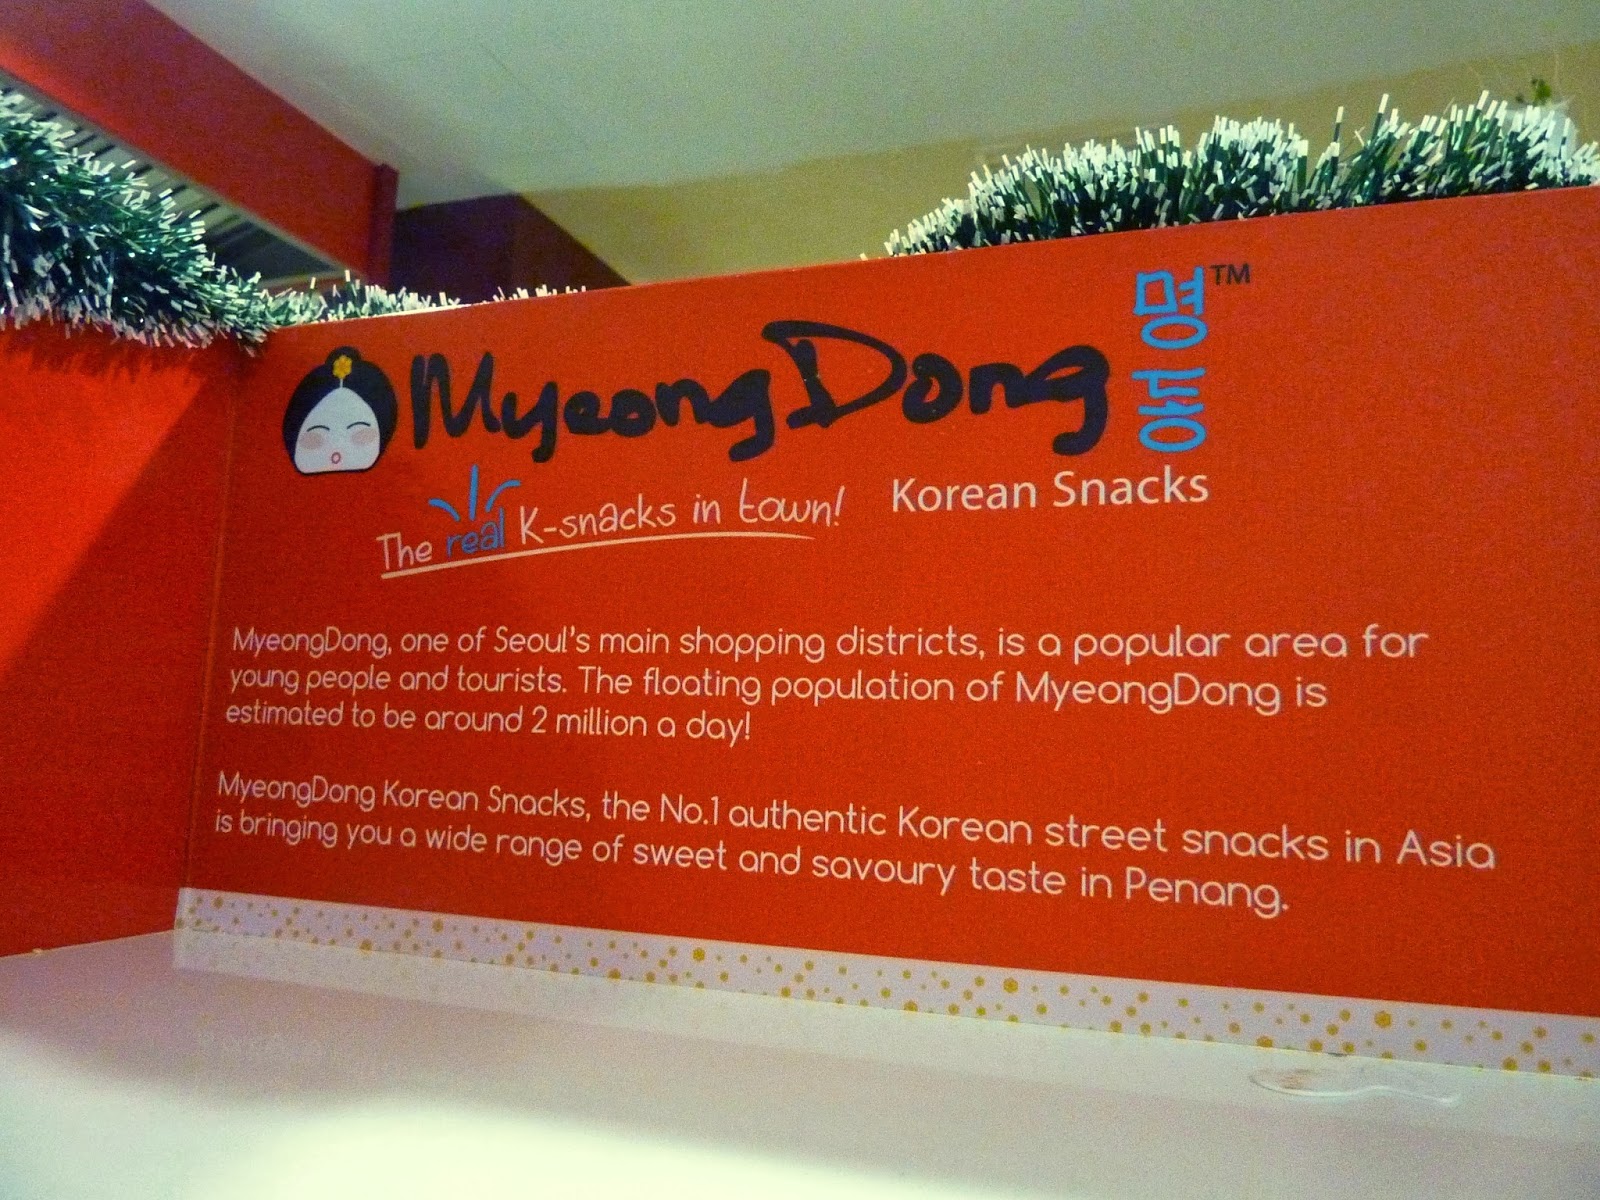 MyeongDong 명동™
The real K-snacks in town! Korean Snacks
MyeongDong, one of Seoul's main shopping districts, is a popular area for
young people and tourists. The floating population of MyeongDong is
estimated to be around 2 million a day!
MyeongDong Korean Snacks, the No.1 authentic Korean street snacks in Asia
is bringing you a wide range of sweet and savoury taste in Penang.